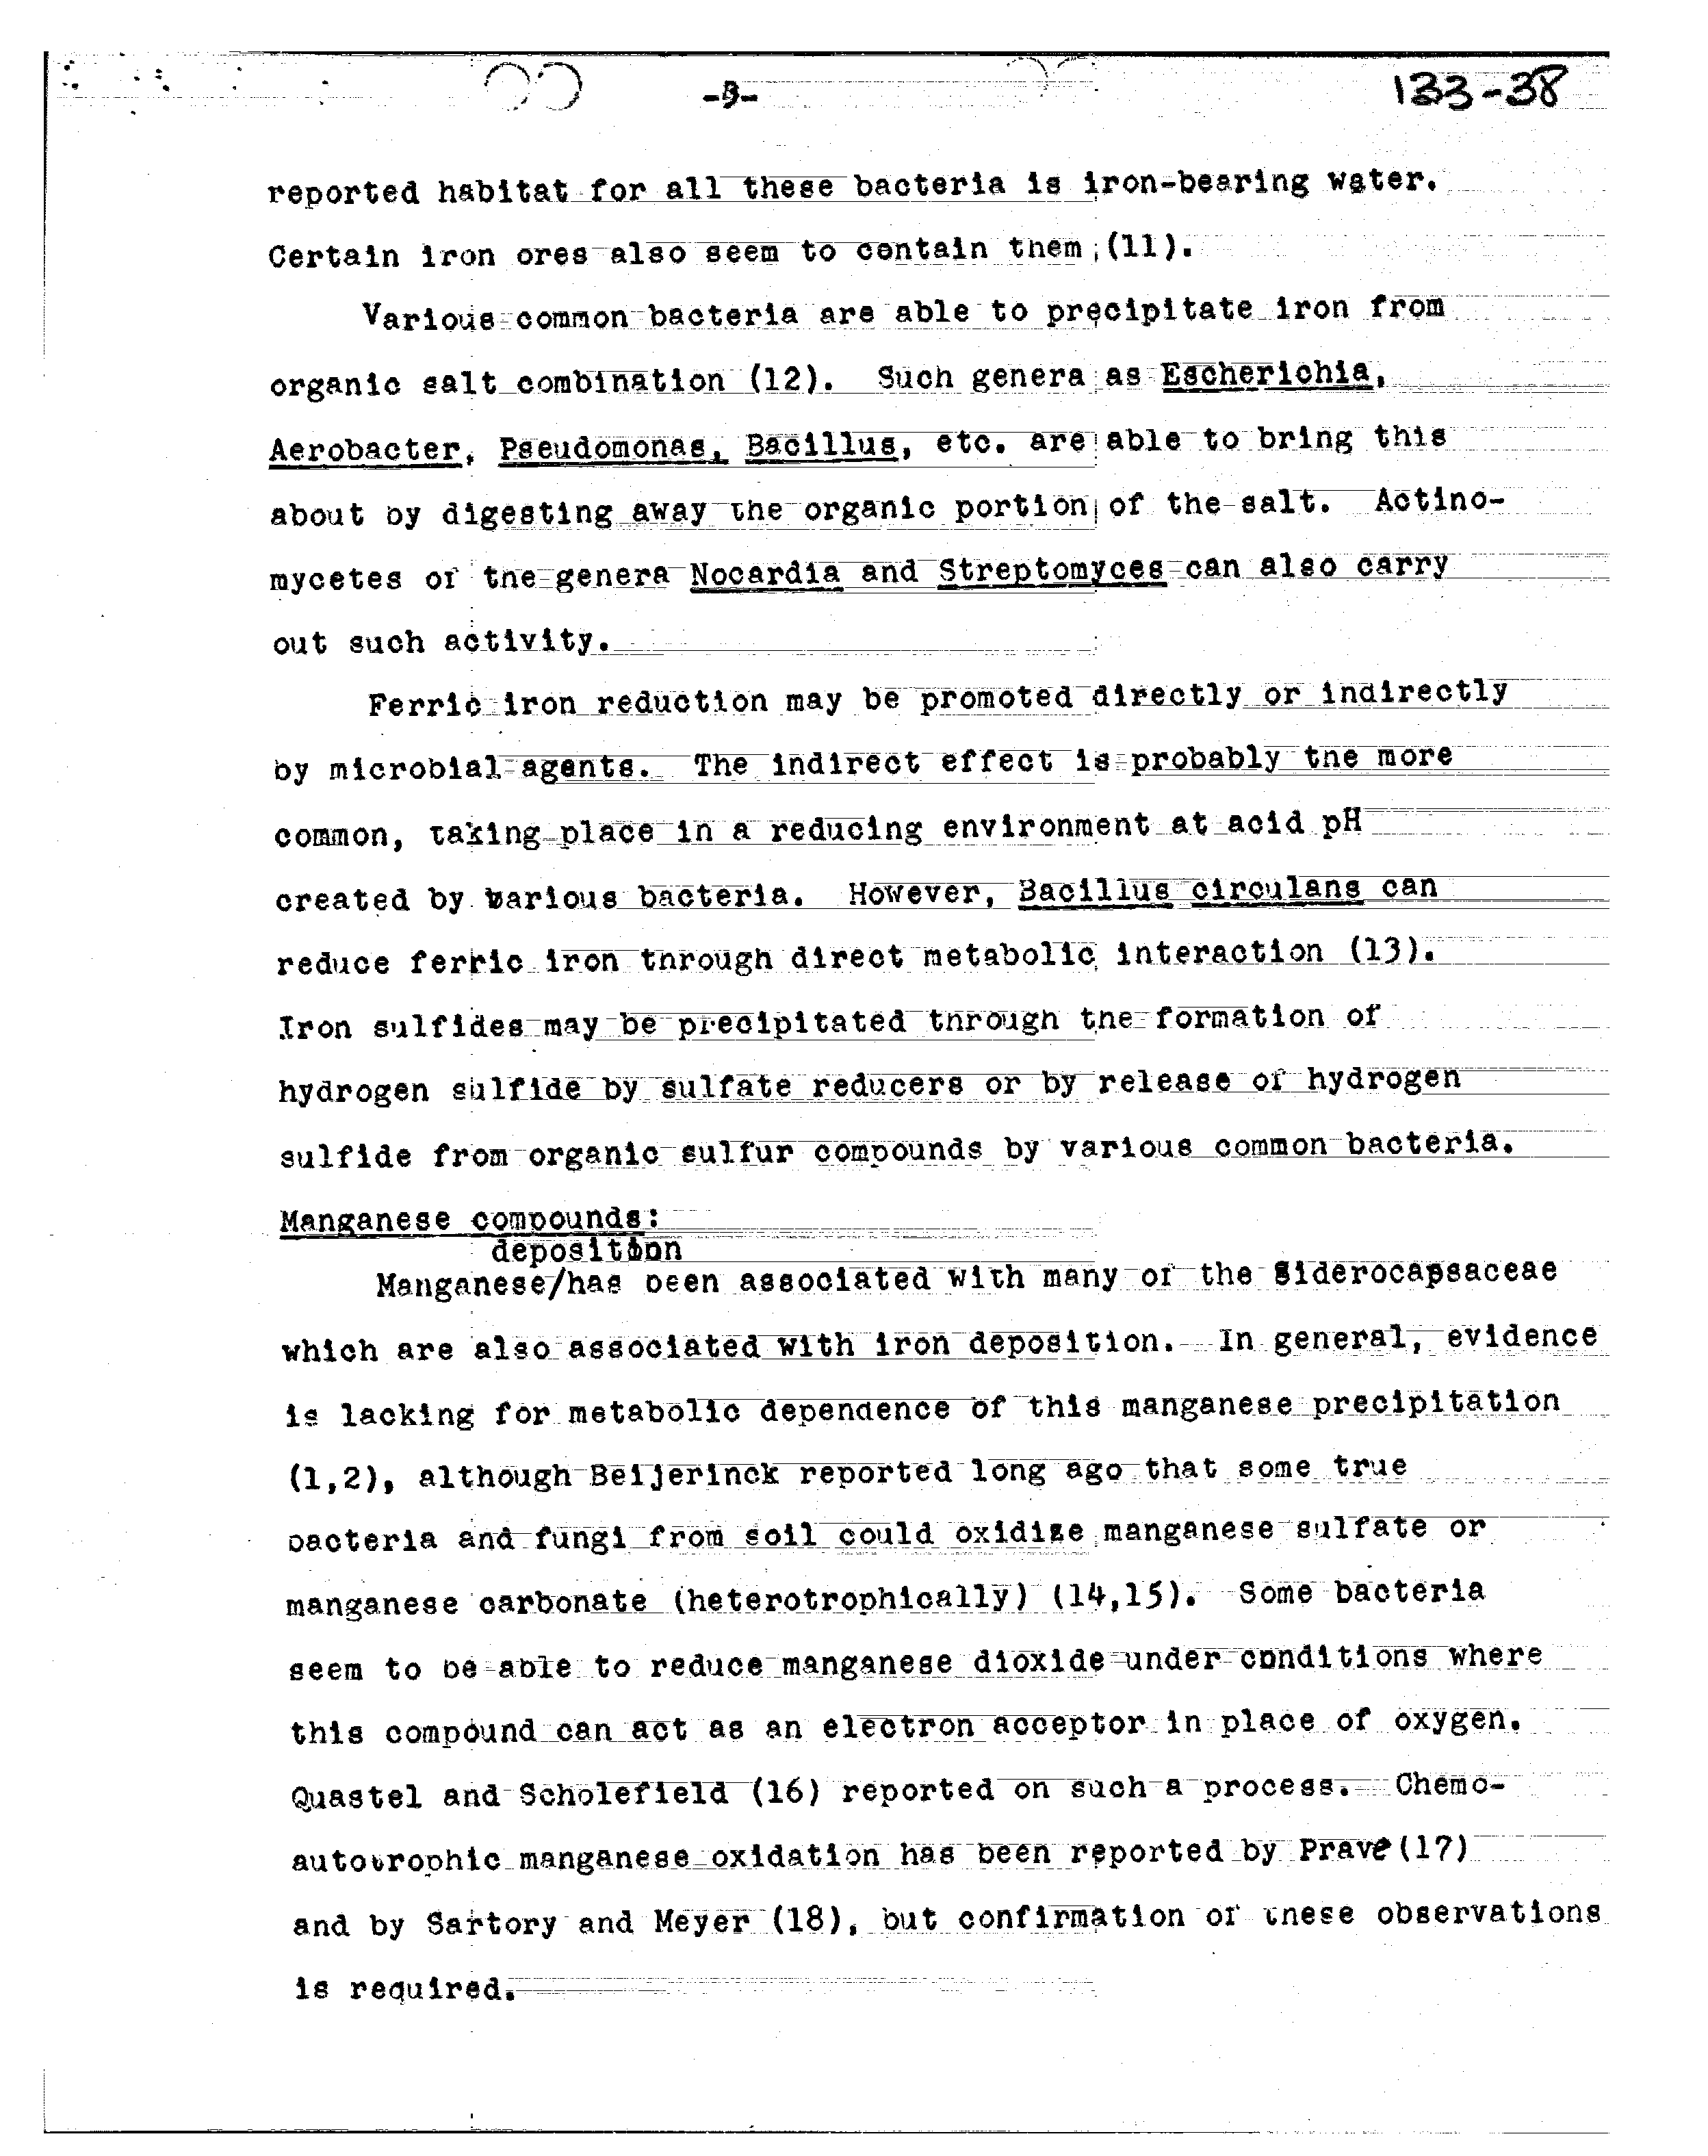 -3-
133-38
reported habitat for all these bacteria is iron-bearing water.
Certain iron ores also seem to contain them (11).
Various common bacteria are able to precipitate iron from
organic salt combination (12). Such genera as Escherichia,
Aerobacter, Pseudomonas, Bacillus, etc. are able to bring this
about by digesting away the organic portion of the salt. Actino-
mycetes of the genera Nocardia and Streptomyces can also carry
out such activity.
Ferric iron reduction may be promoted directly or indirectly
by microbial agents. The indirect effect is probably the more
common, taking place in a reducing environment at acid pH
created by various bacteria. However, Bacillus circulans can
reduce ferric iron through direct metabolic interaction (13).
Iron sulfides may be precipitated through the formation of
hydrogen sulfide by sulfate reducers or by release of hydrogen
sulfide from organic sulfur compounds by various common bacteria.
Manganese compounds:
deposition
Manganese/has been associated with many of the Siderocapsaceae
which are also associated with iron deposition. In general, evidence
is lacking for metabolic dependence of this manganese precipitation
(1,2), although Beijerinck reported long ago that some true
bacteria and fungi from soil could oxidize manganese sulfate or
manganese carbonate (heterotrophically) (14,15). Some bacteria
seem to be able to reduce manganese dioxide under conditions where
this compound can act as an electron acceptor in place of oxygen.
Quastel and Scholefield (16) reported on such a process. Chemo-
autotrophic manganese oxidation has been reported by Prave (17)
and by Sartory and Meyer (18), but confirmation of these observations
is required.